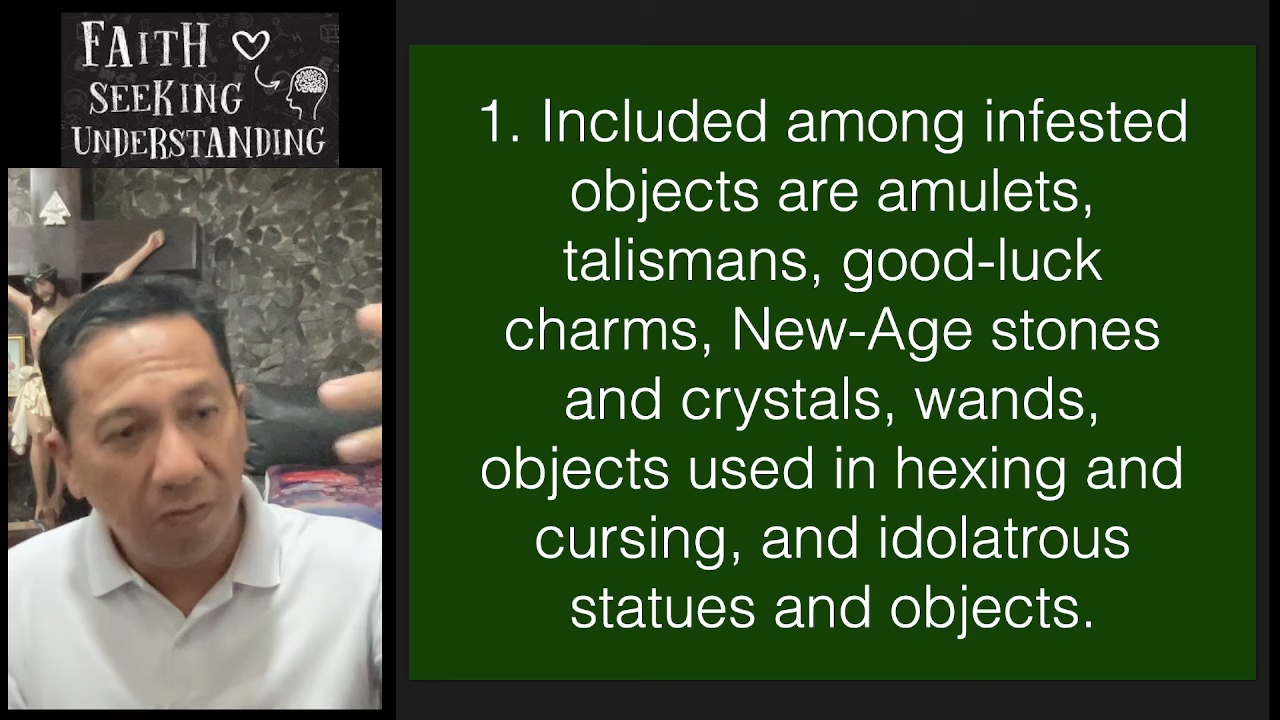 FAITH
SEEKING
UNDERSTANDING
1. Included among infested
objects are amulets,
talismans, good-luck
charms, New-Age stones
and crystals, wands,
objects used in hexing and
cursing, and idolatrous
statues and objects.